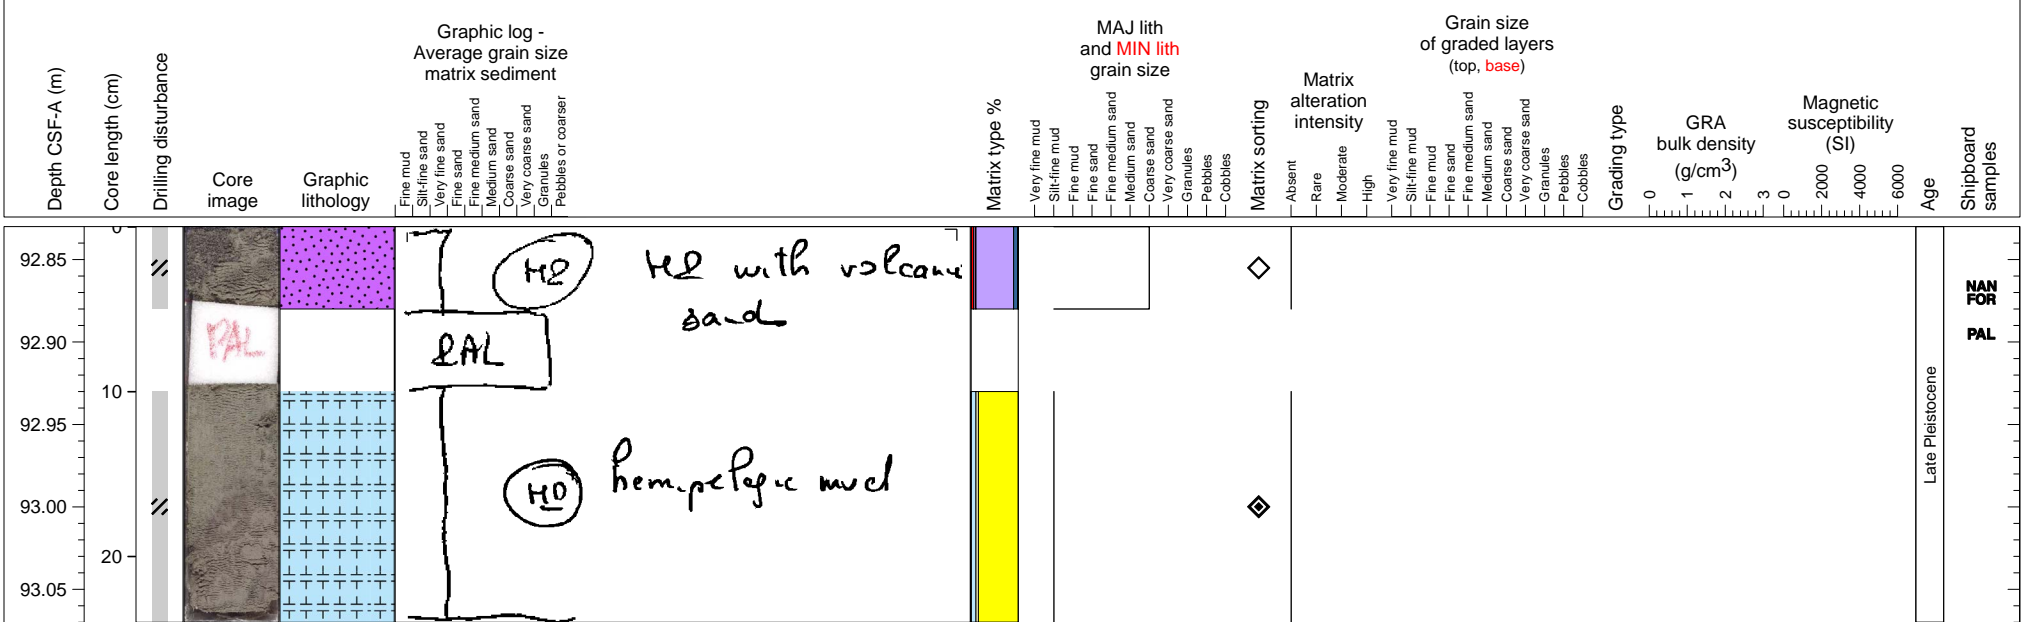 Depth CSF-A (m)
Core length (cm)
Drilling disturbance
Core
image
Graphic
lithology
Graphic log -
Average grain size
matrix sediment
Fine mud
Silt-fine sand
Very fine sand
Fine sand
Fine medium sand
Medium sand
Coarse sand
Very coarse sand
Granules
Pebbles or coarser
Matrix type %
MAJ lith
and MIN lith
grain size
Very fine mud
Silt-fine mud
Fine mud
Fine sand
Fine medium sand
Medium sand
Coarse sand
Very coarse sand
Granules
Pebbles
Cobbles
Matrix sorting
Matrix
alteration
intensity
Absent
Rare
Moderate
High
Grain size
of graded layers
(top, base)
Very fine mud
Silt-fine mud
Fine mud
Fine sand
Fine medium sand
Medium sand
Coarse sand
Very coarse sand
Granules
Pebbles
Cobbles
Grading type
GRA
bulk density
(g/cm3)
0 1 2 3
Magnetic
susceptibility
(SI)
0 2000 4000 6000
Age
Shipboard
samples
0
92.85
92.90
10
92.95
93.00
20
93.05
PAL
with volcanic
sand
PAL
hemipelagic mud
Late Pleistocene
NAN
FOR
PAL